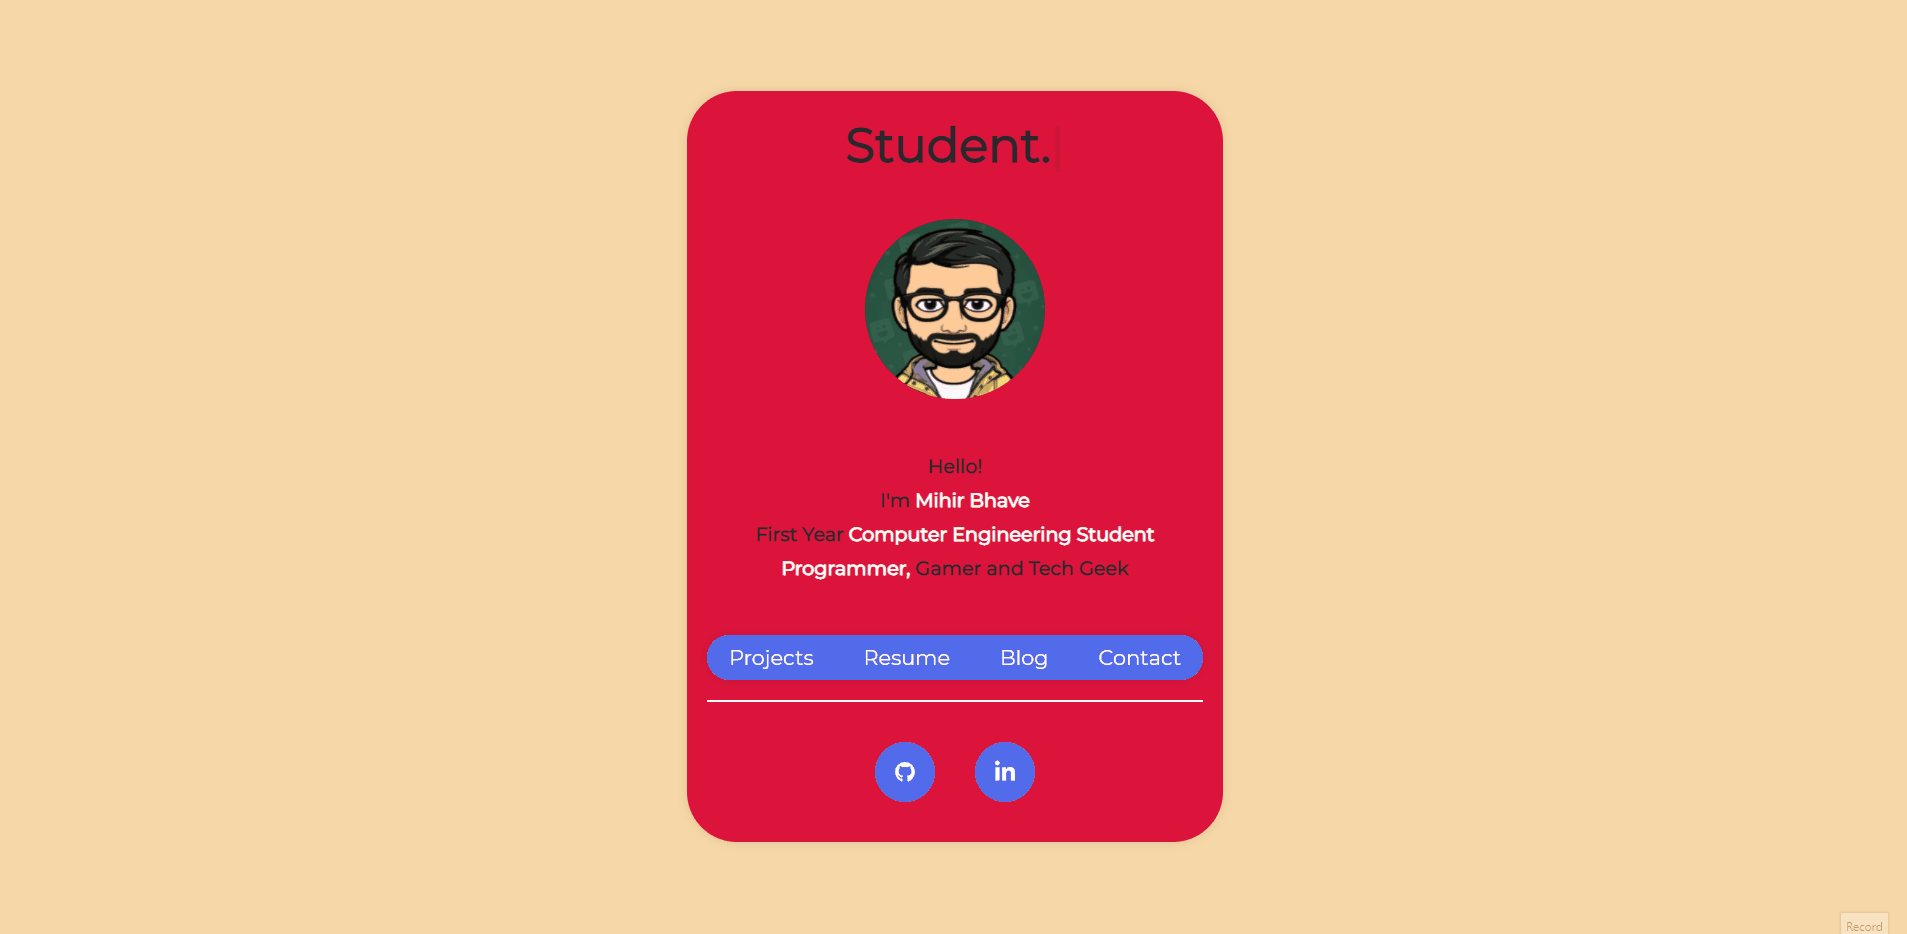 Student.
Hello!
I'm Mihir Bhave
First Year Computer Engineering Student
Programmer, Gamer and Tech Geek
Projects Resume Blog Contact
in
Record